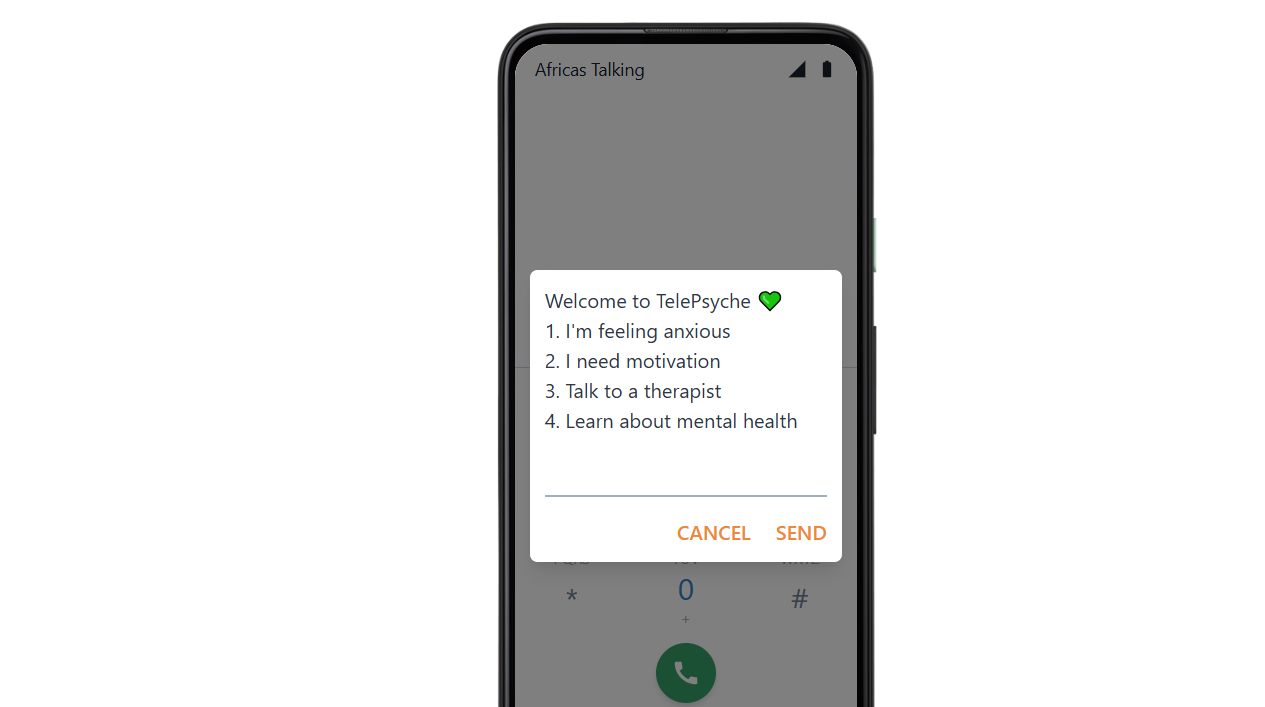 Africas Talking
Welcome to TelePsyche 💚
1. I'm feeling anxious
2. I need motivation
3. Talk to a therapist
4. Learn about mental health
CANCEL SEND
* 0 #
+